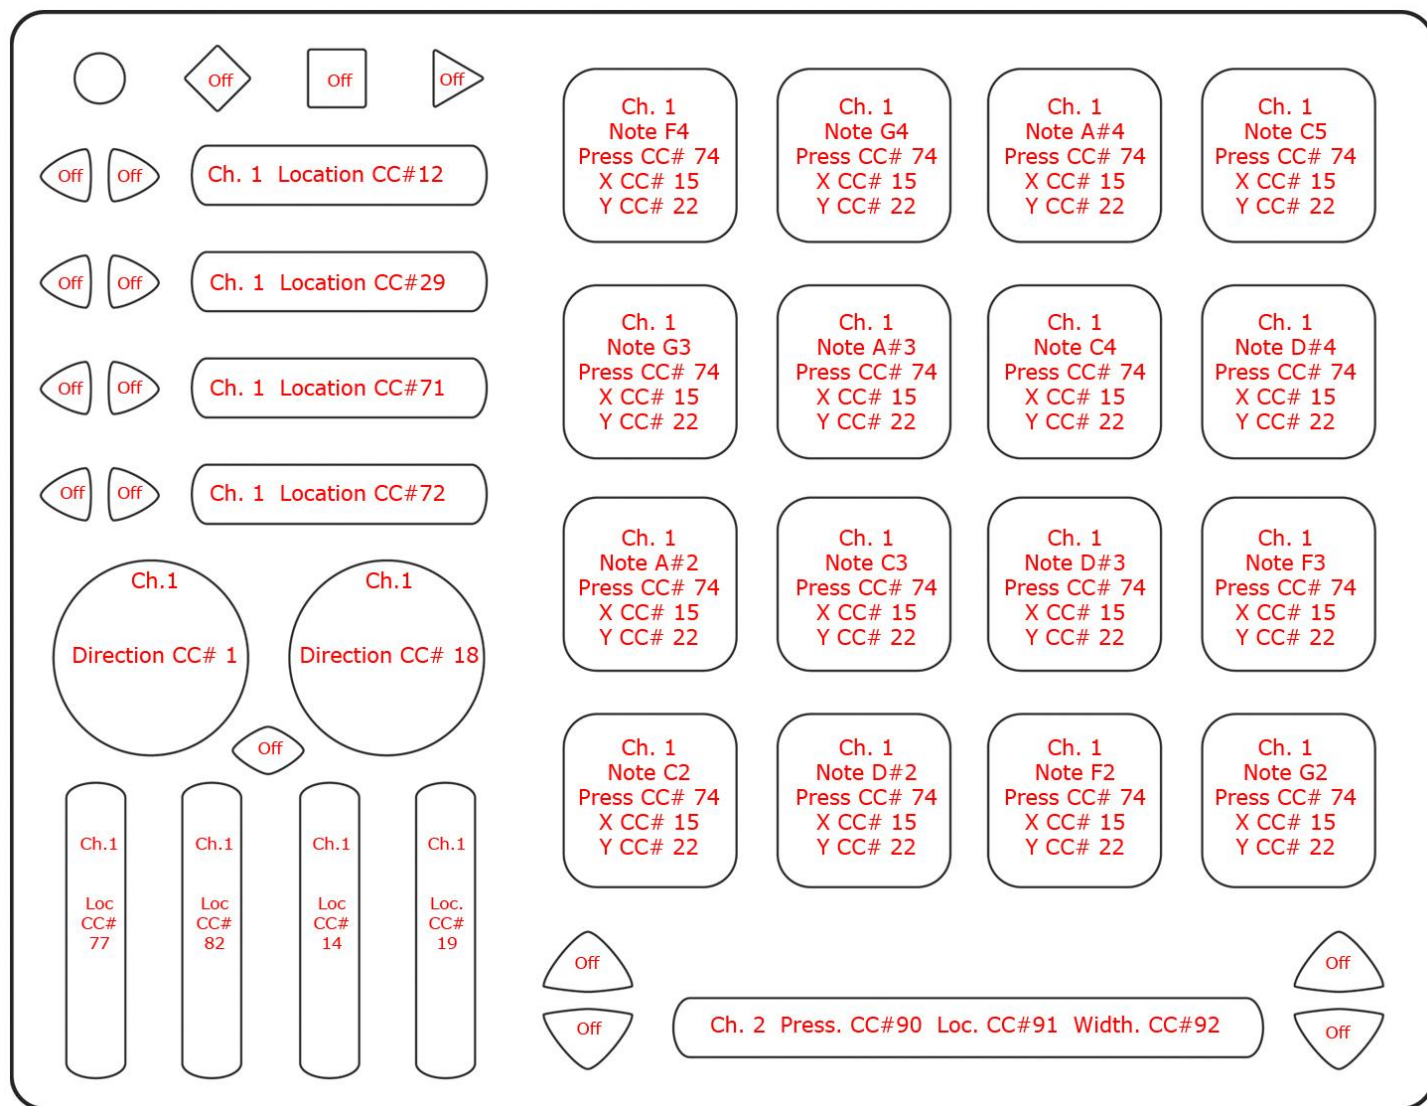 Off
Off
Off
Off Off
Ch. 1 Location CC#12
Off Off
Ch. 1 Location CC#29
Off Off
Ch. 1 Location CC#71
Off Off
Ch. 1 Location CC#72
Ch.1
Direction CC# 1
Ch.1
Direction CC# 18
Off
Ch.1
Loc
CC#
77
Ch.1
Loc
CC#
82
Ch.1
Loc
CC#
14
Ch.1
Loc.
CC#
19
Ch. 1
Note F4
Press CC# 74
X CC# 15
Y CC# 22
Ch. 1
Note G4
Press CC# 74
X CC# 15
Y CC# 22
Ch. 1
Note A#4
Press CC# 74
X CC# 15
Y CC# 22
Ch. 1
Note C5
Press CC# 74
X CC# 15
Y CC# 22
Ch. 1
Note G3
Press CC# 74
X CC# 15
Y CC# 22
Ch. 1
Note A#3
Press CC# 74
X CC# 15
Y CC# 22
Ch. 1
Note C4
Press CC# 74
X CC# 15
Y CC# 22
Ch. 1
Note D#4
Press CC# 74
X CC# 15
Y CC# 22
Ch. 1
Note A#2
Press CC# 74
X CC# 15
Y CC# 22
Ch. 1
Note C3
Press CC# 74
X CC# 15
Y CC# 22
Ch. 1
Note D#3
Press CC# 74
X CC# 15
Y CC# 22
Ch. 1
Note F3
Press CC# 74
X CC# 15
Y CC# 22
Ch. 1
Note C2
Press CC# 74
X CC# 15
Y CC# 22
Ch. 1
Note D#2
Press CC# 74
X CC# 15
Y CC# 22
Ch. 1
Note F2
Press CC# 74
X CC# 15
Y CC# 22
Ch. 1
Note G2
Press CC# 74
X CC# 15
Y CC# 22
Off
Off
Ch. 2 Press. CC#90 Loc. CC#91 Width. CC#92
Off
Off